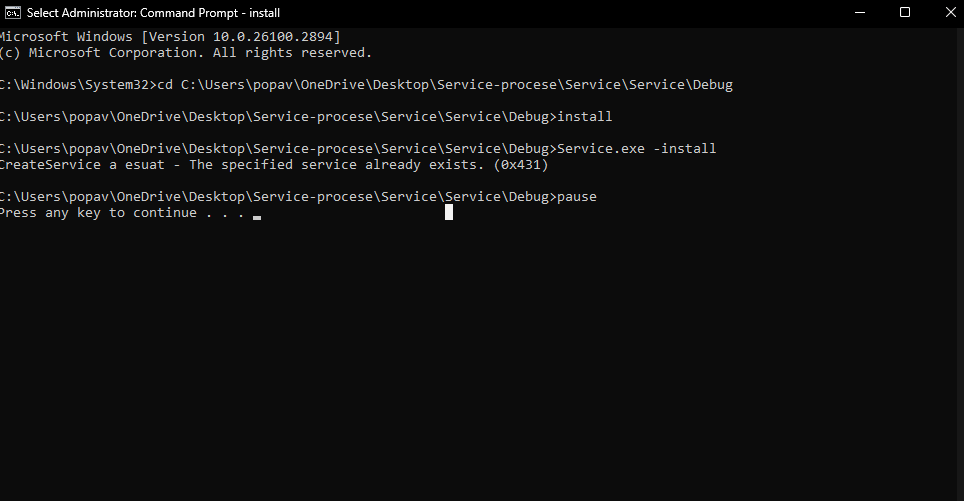 Select Administrator: Command Prompt - install
Microsoft Windows [Version 10.0.26100.2894]
(c) Microsoft Corporation. All rights reserved.
C:\Windows\System32>cd C:\Users\popav\OneDrive\Desktop\Service-procese\Service\Service\Debug
C:\Users\popav\OneDrive\Desktop\Service-procese\Service\Service\Debug>install
C:\Users\popav\OneDrive\Desktop\Service-procese\Service\Service\Debug>Service.exe -install
CreateService a esuat - The specified service already exists. (0x431)
C:\Users\popav\OneDrive\Desktop\Service-procese\Service\Service\Debug>pause
Press any key to continue . . .